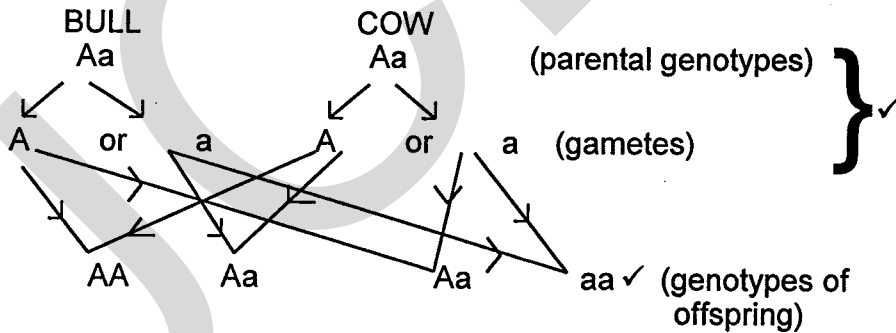 BULL COW
Aa Aa (parental genotypes) ✓
A or a A or a (gametes)
AA Aa Aa aa ✓ (genotypes of
offspring)